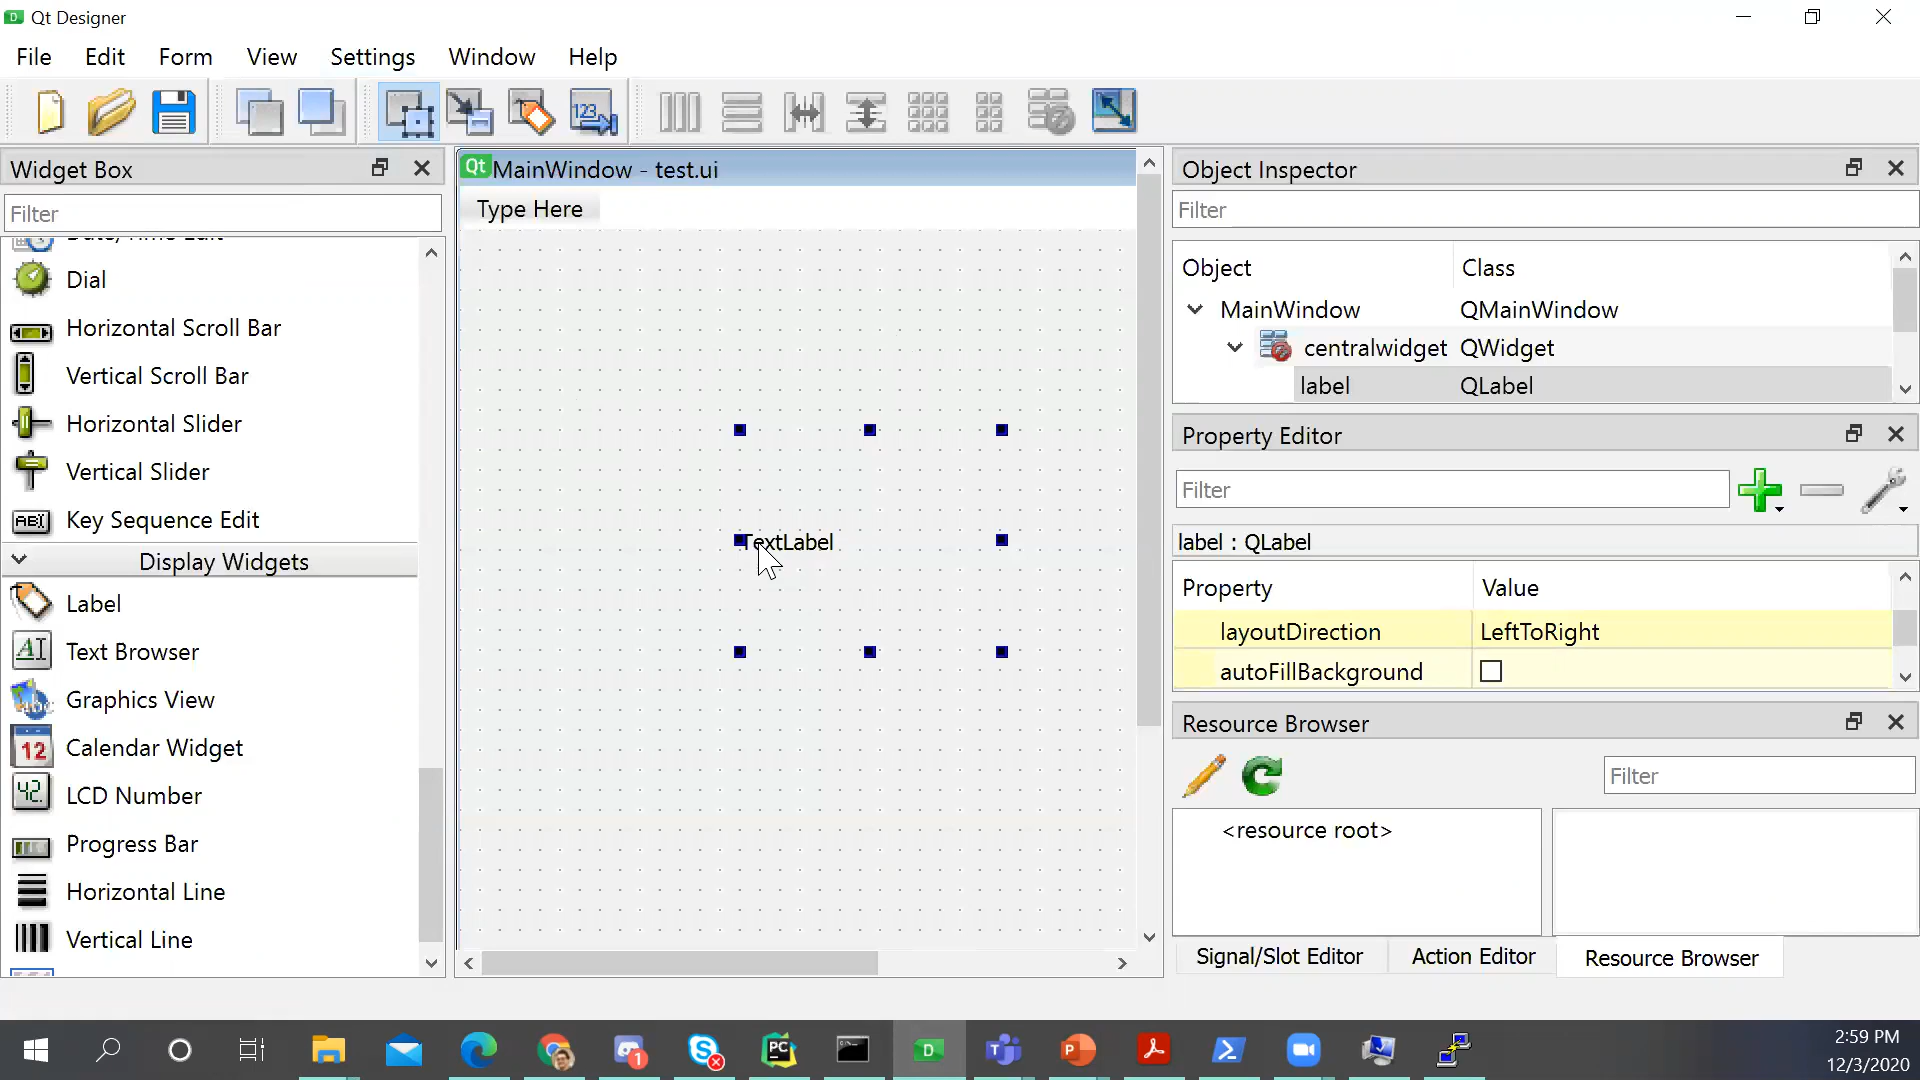 Qt Designer
File Edit Form View Settings Window Help
Widget Box
Filter
Dial
Horizontal Scroll Bar
Vertical Scroll Bar
Horizontal Slider
Vertical Slider
Key Sequence Edit
Display Widgets
Label
Text Browser
Graphics View
Calendar Widget
LCD Number
Progress Bar
Horizontal Line
Vertical Line
MainWindow - test.ui
Type Here
TextLabel
Object Inspector
Filter
Object Class
MainWindow QMainWindow
centralwidget QWidget
label QLabel
Property Editor
Filter
label : QLabel
Property Value
layoutDirection LeftToRight
autoFillBackground
Resource Browser
Filter
<resource root>
Signal/Slot Editor Action Editor Resource Browser
2:59 PM
12/3/2020